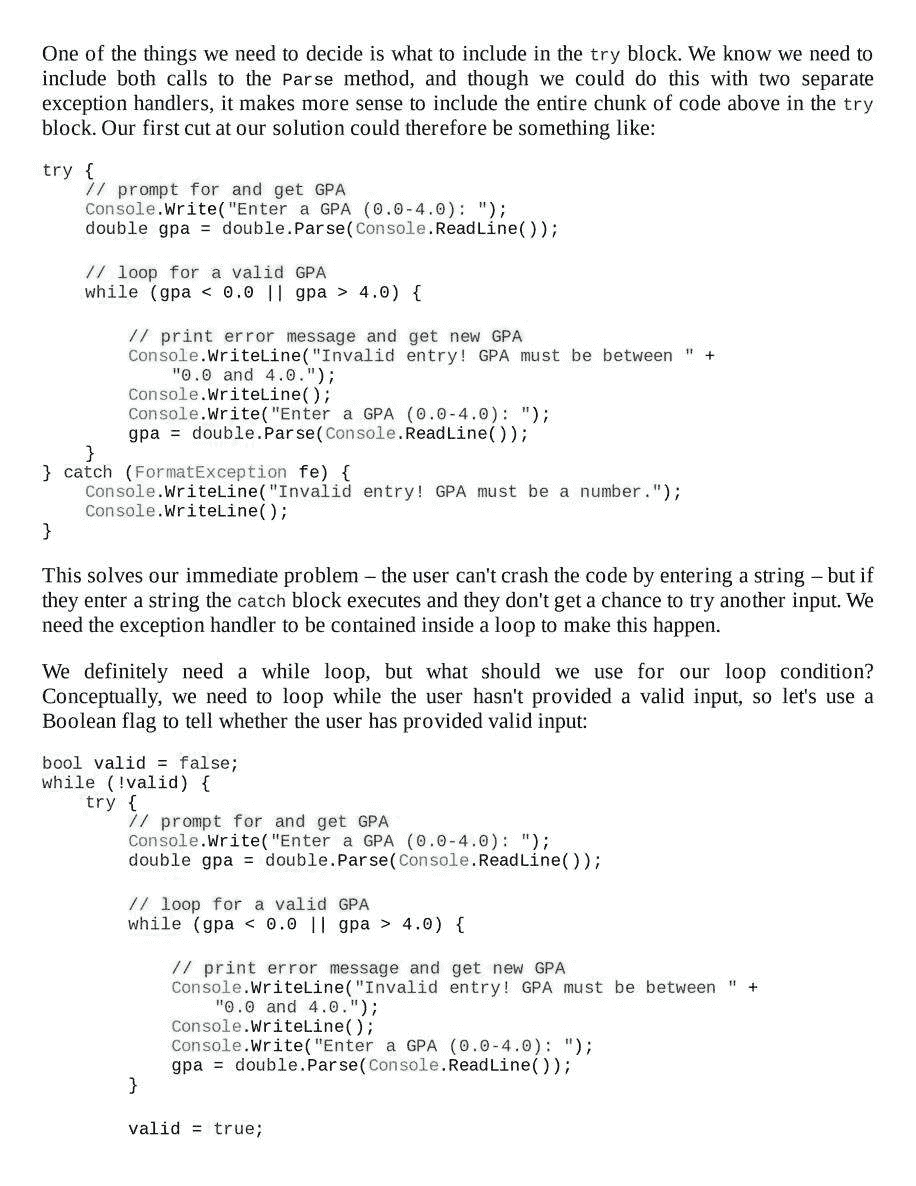 One of the things we need to decide is what to include in the try block. We know we need to
include both calls to the Parse method, and though we could do this with two separate
exception handlers, it makes more sense to include the entire chunk of code above in the try
block. Our first cut at our solution could therefore be something like:
try {
    // prompt for and get GPA
    Console.Write("Enter a GPA (0.0-4.0): ");
    double gpa = double.Parse(Console.ReadLine());
    // loop for a valid GPA
    while (gpa < 0.0 || gpa > 4.0) {
        // print error message and get new GPA
        Console.WriteLine("Invalid entry! GPA must be between " +
            "0.0 and 4.0.");
        Console.WriteLine();
        Console.Write("Enter a GPA (0.0-4.0): ");
        gpa = double.Parse(Console.ReadLine());
    }
} catch (FormatException fe) {
    Console.WriteLine("Invalid entry! GPA must be a number.");
    Console.WriteLine();
}
This solves our immediate problem – the user can't crash the code by entering a string – but if
they enter a string the catch block executes and they don't get a chance to try another input. We
need the exception handler to be contained inside a loop to make this happen.
We definitely need a while loop, but what should we use for our loop condition?
Conceptually, we need to loop while the user hasn't provided a valid input, so let's use a
Boolean flag to tell whether the user has provided valid input:
bool valid = false;
while (!valid) {
    try {
        // prompt for and get GPA
        Console.Write("Enter a GPA (0.0-4.0): ");
        double gpa = double.Parse(Console.ReadLine());
        // loop for a valid GPA
        while (gpa < 0.0 || gpa > 4.0) {
            // print error message and get new GPA
            Console.WriteLine("Invalid entry! GPA must be between " +
                "0.0 and 4.0.");
            Console.WriteLine();
            Console.Write("Enter a GPA (0.0-4.0): ");
            gpa = double.Parse(Console.ReadLine());
        }
        valid = true;